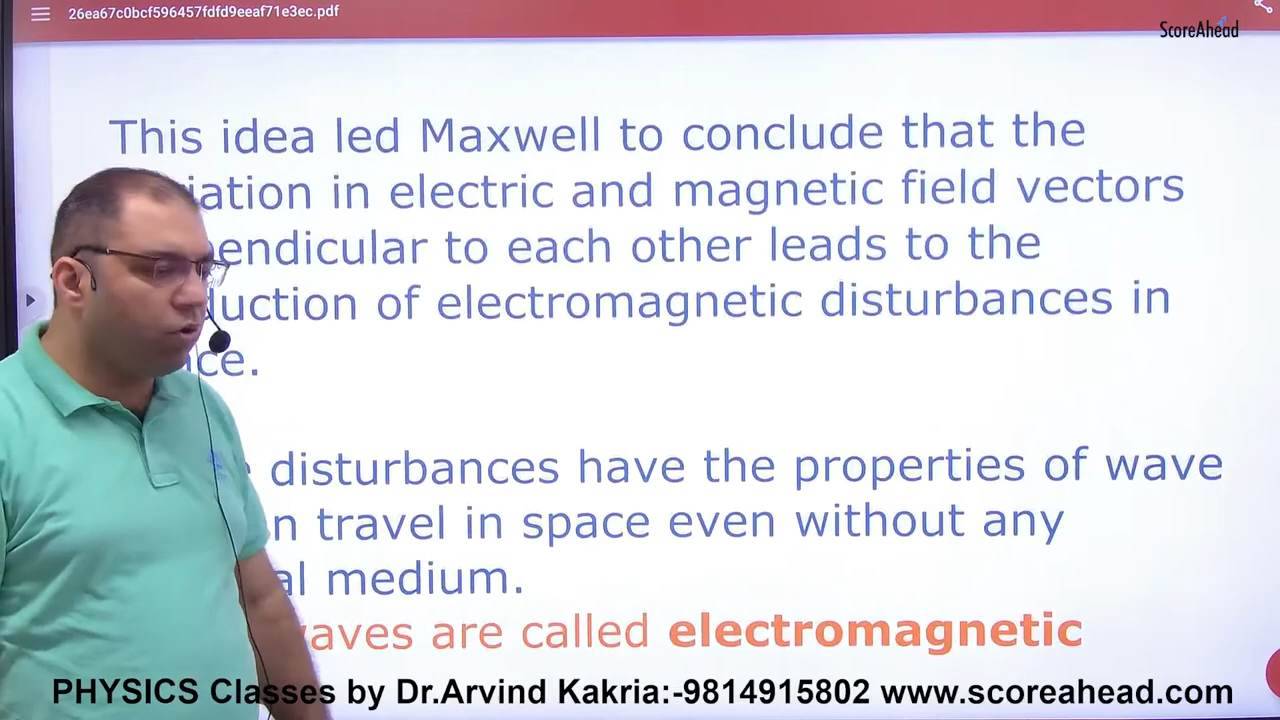 26ea67c0bcf596457fdfd9eeaf71e3ec.pdf
ScoreAhead
This idea led Maxwell to conclude that the
iation in electric and magnetic field vectors
endicular to each other leads to the
duction of electromagnetic disturbances in
ce.
disturbances have the properties of wave
n travel in space even without any
al medium.
waves are called electromagnetic
PHYSICS Classes by Dr.Arvind Kakria:-9814915802 www.scoreahead.com